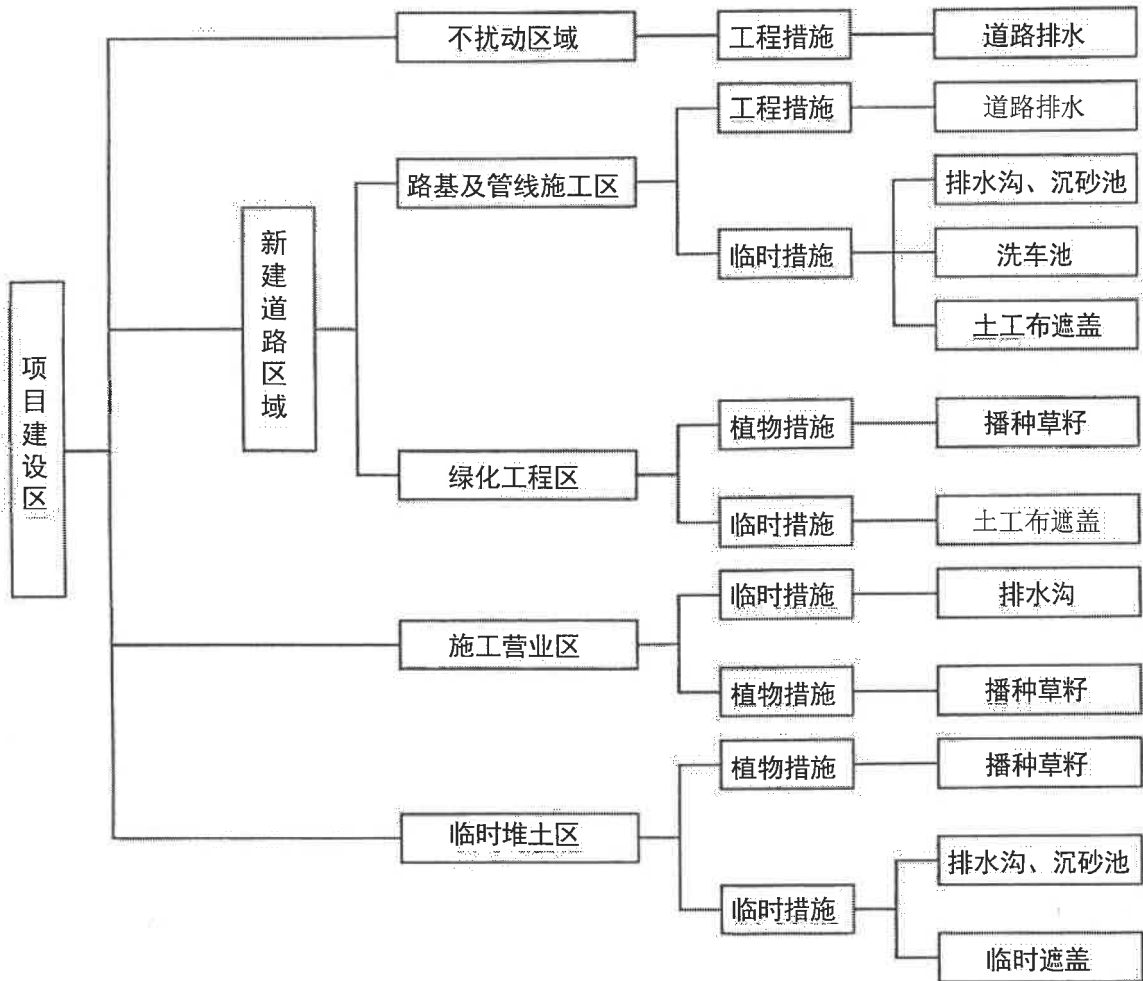 不扰动区域
工程措施
道路排水
工程措施
道路排水
路基及管线施工区
排水沟、沉砂池
临时措施
洗车池
土工布遮盖
新建道路区域
项目建设区
植物措施
播种草籽
绿化工程区
临时措施
土工布遮盖
临时措施
排水沟
施工营业区
植物措施
播种草籽
植物措施
播种草籽
临时堆土区
排水沟、沉砂池
临时措施
临时遮盖